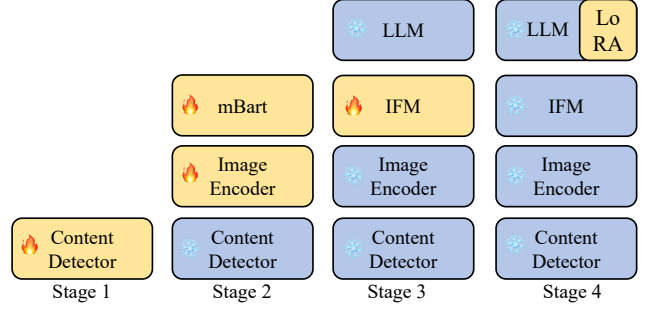 LLM
LLM
Lo
RA
mBart
IFM
IFM
Image
Encoder
Image
Encoder
Image
Encoder
Content
Detector
Content
Detector
Content
Detector
Content
Detector
Stage 1
Stage 2
Stage 3
Stage 4